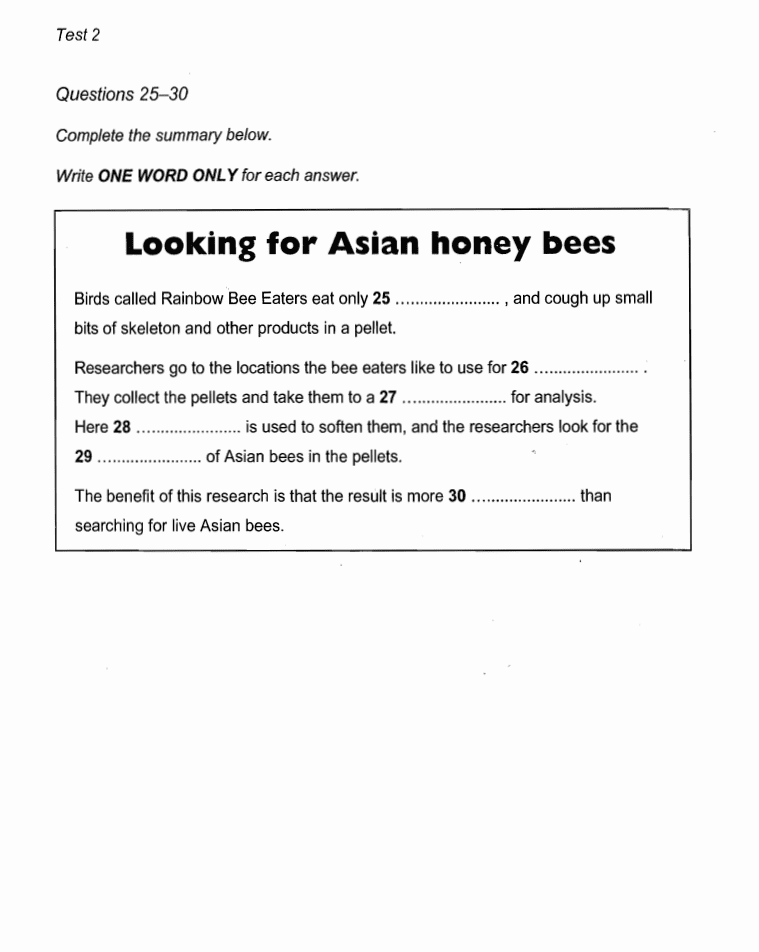 Test 2
Questions 25–30
Complete the summary below.
Write ONE WORD ONLY for each answer.
Looking for Asian honey bees
Birds called Rainbow Bee Eaters eat only 25 ...................... , and cough up small
bits of skeleton and other products in a pellet.
Researchers go to the locations the bee eaters like to use for 26 ...................... .
They collect the pellets and take them to a 27 ...................... for analysis.
Here 28 ...................... is used to soften them, and the researchers look for the
29 ...................... of Asian bees in the pellets.
The benefit of this research is that the result is more 30 ...................... than
searching for live Asian bees.